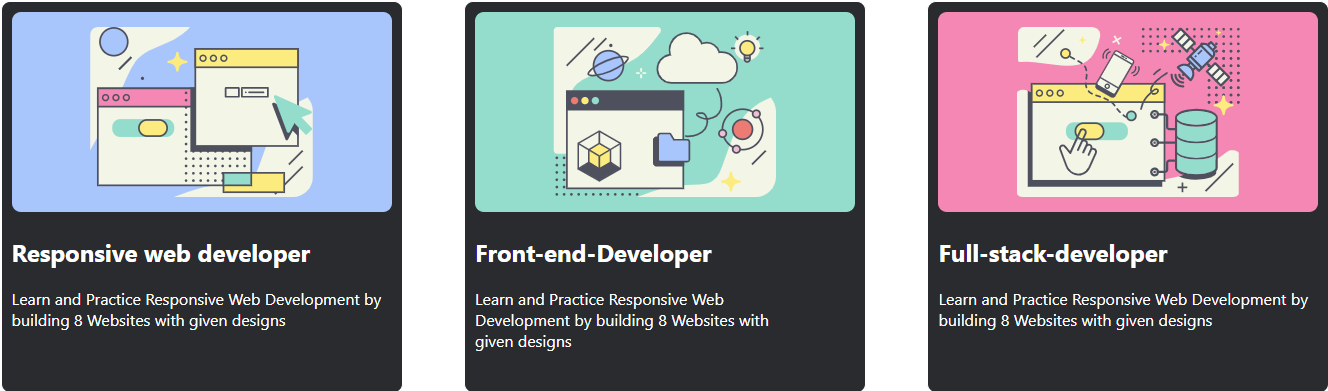 Responsive web developer
Learn and Practice Responsive Web Development by
building 8 Websites with given designs
Front-end-Developer
Learn and Practice Responsive Web
Development by building 8 Websites with
given designs
Full-stack-developer
Learn and Practice Responsive Web Development by
building 8 Websites with given designs